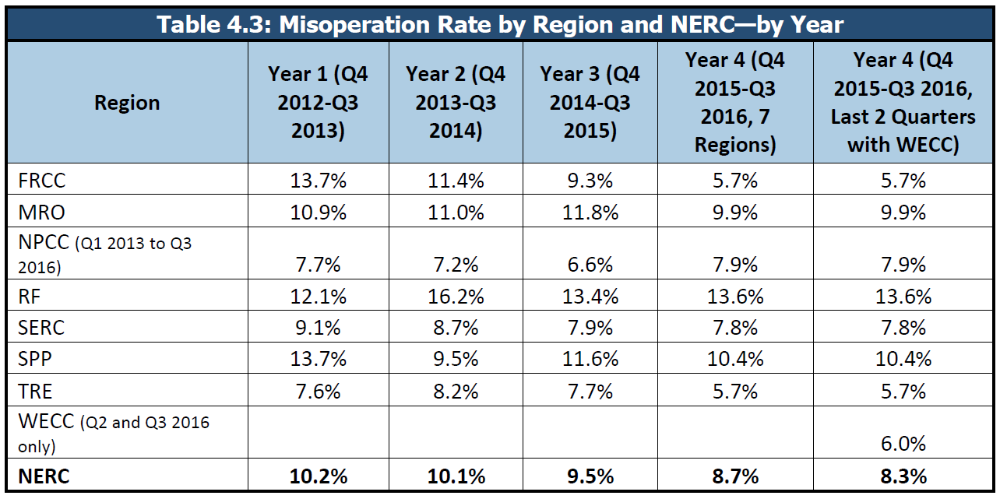 Table 4.3: Misoperation Rate by Region and NERC—by Year
Region
Year 1 (Q4
2012-Q3
2013)
Year 2 (Q4
2013-Q3
2014)
Year 3 (Q4
2014-Q3
2015)
Year 4 (Q4
2015-Q3
2016, 7
Regions)
Year 4 (Q4
2015-Q3 2016,
Last 2 Quarters
with WECC)
FRCC 13.7% 11.4% 9.3% 5.7% 5.7%
MRO 10.9% 11.0% 11.8% 9.9% 9.9%
NPCC (Q1 2013 to Q3
2016) 7.7% 7.2% 6.6% 7.9% 7.9%
RF 12.1% 16.2% 13.4% 13.6% 13.6%
SERC 9.1% 8.7% 7.9% 7.8% 7.8%
SPP 13.7% 9.5% 11.6% 10.4% 10.4%
TRE 7.6% 8.2% 7.7% 5.7% 5.7%
WECC (Q2 and Q3 2016
only) 6.0%
NERC 10.2% 10.1% 9.5% 8.7% 8.3%